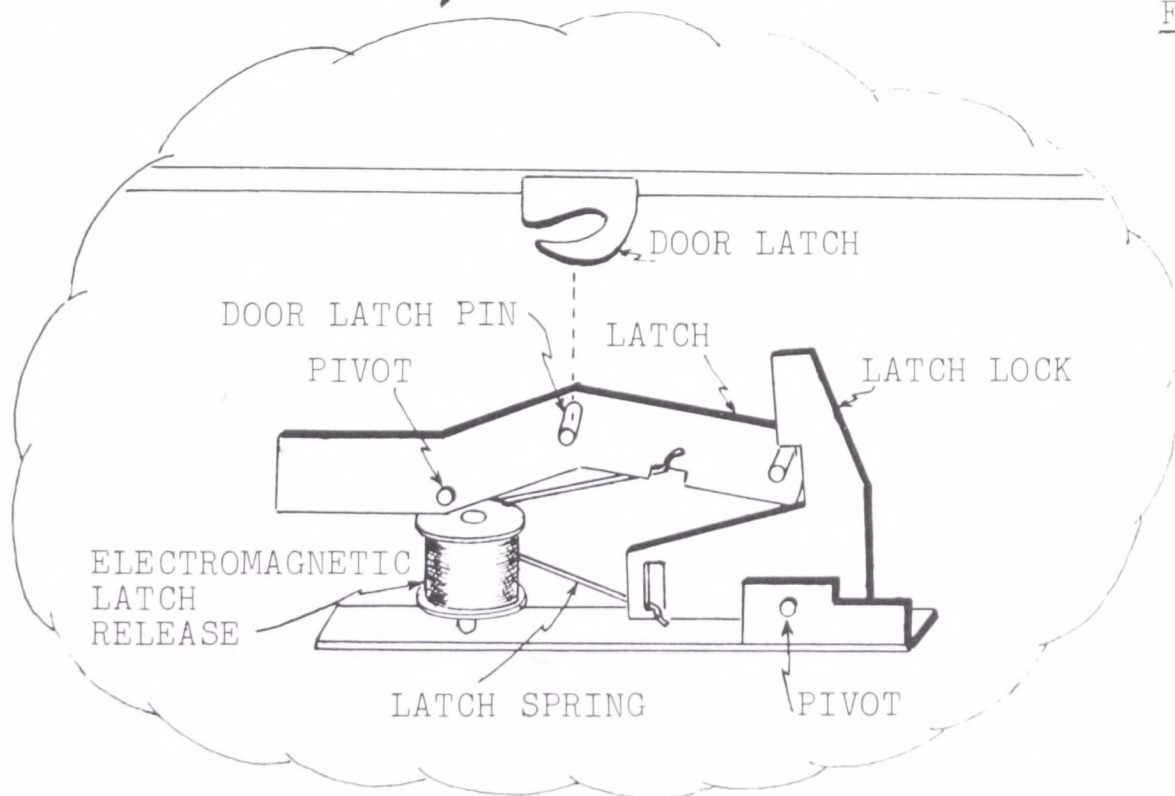 DOOR LATCH
DOOR LATCH PIN
LATCH
PIVOT
LATCH LOCK
ELECTROMAGNETIC
LATCH
RELEASE
LATCH SPRING
PIVOT